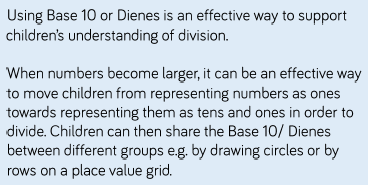 Using Base 10 or Dienes is an effective way to support
children's understanding of division.
When numbers become larger, it can be an effective way
to move children from representing numbers as ones
towards representing them as tens and ones in order to
divide. Children can then share the Base 10/ Dienes
between different groups e.g. by drawing circles or by
rows on a place value grid.